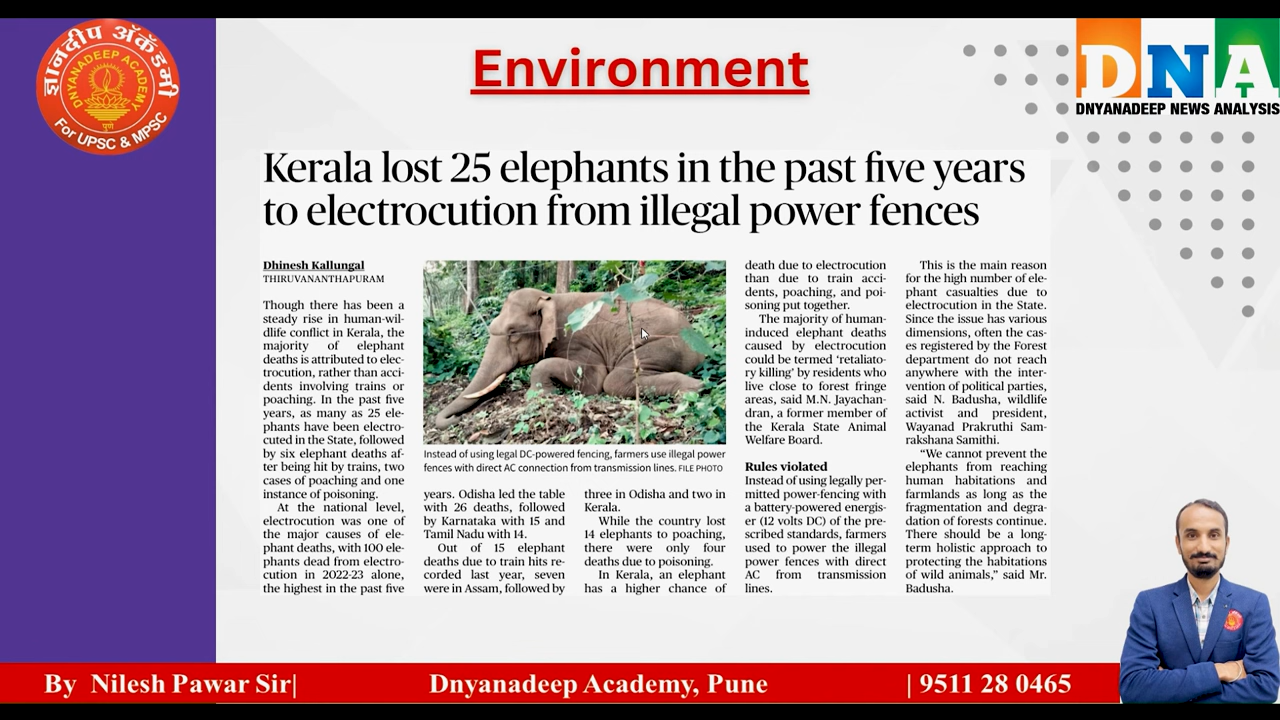 ज्ञानदीप अॅकॅडमी
DNYANADEEP ACADEMY
पुणे
For UPSC & MPSC
Environment
DNA
DNYANADEEP NEWS ANALYSIS
Kerala lost 25 elephants in the past five years
to electrocution from illegal power fences
Dhinesh Kallungal
THIRUVANANTHAPURAM
Though there has been a
steady rise in human-wil-
dlife conflict in Kerala, the
majority of elephant
deaths is attributed to elec-
trocution, rather than acci-
dents involving trains or
poaching. In the past five
years, as many as 25 ele-
phants have been electro-
cuted in the State, followed
by six elephant deaths af-
ter being hit by trains, two
cases of poaching and one
instance of poisoning.
At the national level,
electrocution was one of
the major causes of ele-
phant deaths, with 100 ele-
phants dead from electro-
cution in 2022-23 alone,
the highest in the past five
Instead of using legal DC-powered fencing, farmers use illegal power
fences with direct AC connection from transmission lines. FILE PHOTO
years. Odisha led the table
with 26 deaths, followed
by Karnataka with 15 and
Tamil Nadu with 14.
Out of 15 elephant
deaths due to train hits re-
corded last year, seven
were in Assam, followed by
three in Odisha and two in
Kerala.
While the country lost
14 elephants to poaching,
there were only four
deaths due to poisoning.
In Kerala, an elephant
has a higher chance of
death due to electrocution
than due to train acci-
dents, poaching, and poi-
soning put together.
The majority of human-
induced elephant deaths
caused by electrocution
could be termed ‘retaliato-
ry killing’ by residents who
live close to forest fringe
areas, said M.N. Jayachan-
dran, a former member of
the Kerala State Animal
Welfare Board.
Rules violated
Instead of using legally per-
mitted power-fencing with
a battery-powered energis-
er (12 volts DC) of the pre-
scribed standards, farmers
used to power the illegal
power fences with direct
AC from transmission
lines.
This is the main reason
for the high number of ele-
phant casualties due to
electrocution in the State.
Since the issue has various
dimensions, often the cas-
es registered by the Forest
department do not reach
anywhere with the inter-
vention of political parties,
said N. Badusha, wildlife
activist and president,
Wayanad Prakruthi Sam-
rakshana Samithi.
“We cannot prevent the
elephants from reaching
human habitations and
farmlands as long as the
fragmentation and degra-
dation of forests continue.
There should be a long-
term holistic approach to
protecting the habitations
of wild animals,” said Mr.
Badusha.
By Nilesh Pawar Sir|
Dnyanadeep Academy, Pune
| 9511 28 0465